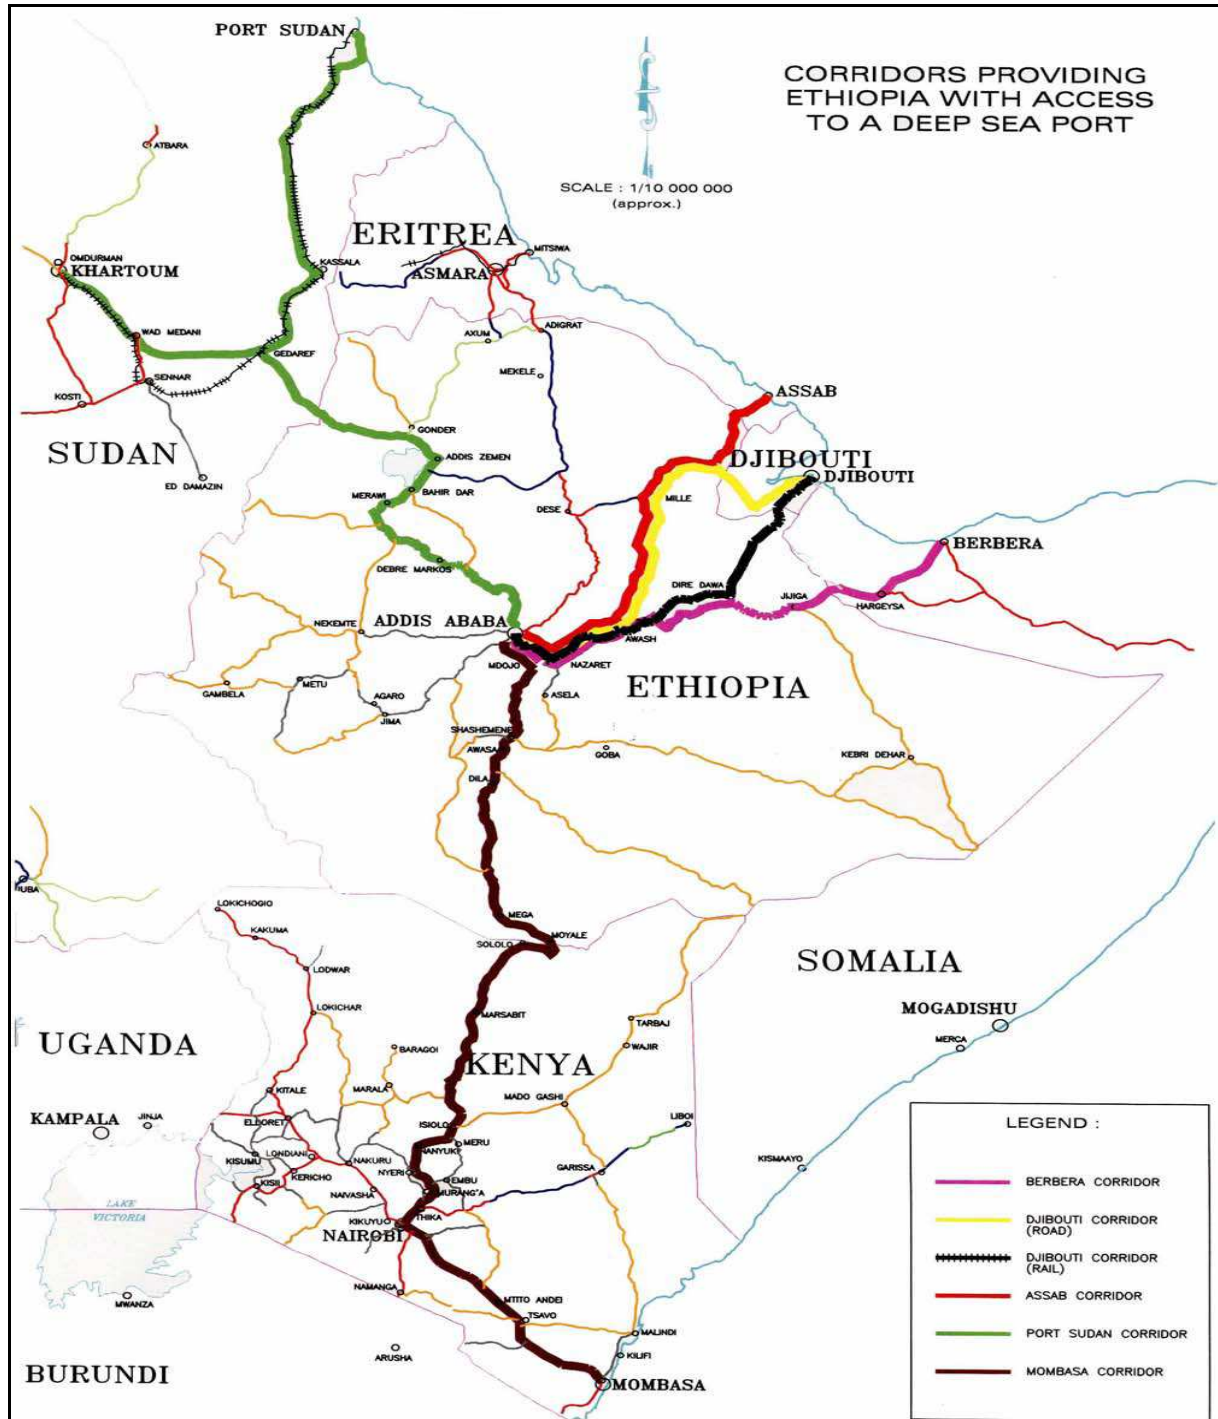 PORT SUDAN
CORRIDORS PROVIDING
ETHIOPIA WITH ACCESS
TO A DEEP SEA PORT
ATBARA
SCALE : 1/10 000 000
(approx.)
ERITREA
MITSIWA
OMDURMAN
KHARTOUM
KASSALA
ASMARA
WAD MEDANI
AXUM
ADIGRAT
GEDAREF
SENNAR
MEKELE
KOSTI
ASSAB
GONDER
SUDAN
ADDIS ZEMEN
DJIBOUTI
DJIBOUTI
ED DAMAZIN
BAHIR DAR
MERAWI
MILLE
DESE
BERBERA
DEBRE MARKOS
DIRE DAWA
JIJIGA
HARGEYSA
NEKEMTE
ADDIS ABABA
AWASH
MDOJO
NAZARET
GAMBELA
METU
AGARO
ASELA
ETHIOPIA
JIMA
SHASHEMENE
AWASA
GOBA
KEBRI DEHAR
DILA
UBA
LOKICHOGIO
MEGA
KAKUMA
MOYALE
SOLOLO
LODWAR
SOMALIA
LOKICHAR
MARSABIT
MOGADISHU
TARBAJ
UGANDA
BARAGOI
WAJIR
MERCA
KENYA
MARALA
KITALE
MADO GASHI
KAMPALA
JINJA
ELDORET
ISIOLO
LIBOI
LEGEND :
MERU
NANYUKI
KISUMU
LONDIANI
NAKURU
KERICHO
NYERI
GARISSA
KISMAAYO
KISII
NAIVASHA
EMBU
MURANG'A
BERBERA CORRIDOR
LAKE
VICTORIA
KIKUYU
THIKA
NAIROBI
DJIBOUTI CORRIDOR
(ROAD)
DJIBOUTI CORRIDOR
(RAIL)
NAMANGA
MWANZA
MTITO ANDEI
ASSAB CORRIDOR
TSAVO
MALINDI
PORT SUDAN CORRIDOR
ARUSHA
KILIFI
BURUNDI
MOMBASA
MOMBASA CORRIDOR